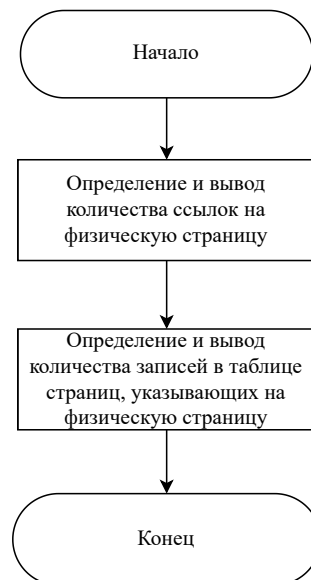 Начало
Определение и вывод
количества ссылок на
физическую страницу
Определение и вывод
количества записей в таблице
страниц, указывающих на
физическую страницу
Конец